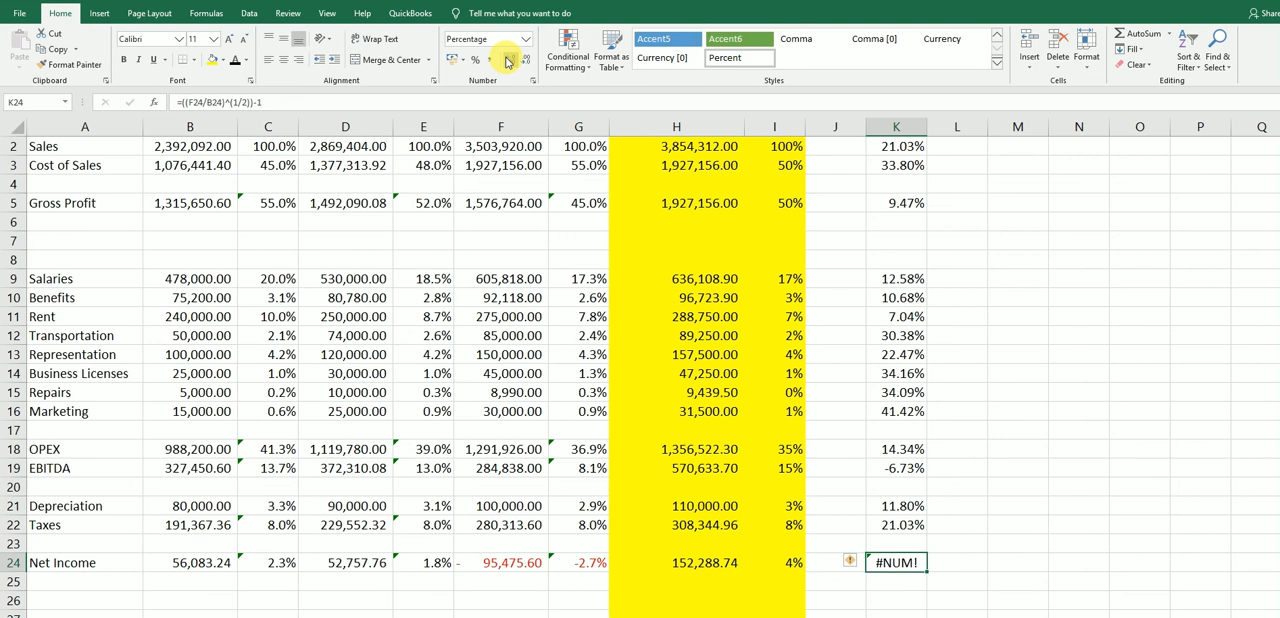 File Home Insert Page Layout Formulas Data Review View Help QuickBooks Tell me what you want to do Share
Cut Calibri 11 A A Wrap Text Percentage Accent5 Accent6 Comma Comma [0] Currency AutoSum
Paste Copy Format Painter B I U A Merge & Center % Conditional Formatting Format as Table Currency [0] Percent Insert Delete Format Fill Clear Sort & Filter Find & Select
Clipboard Font Alignment Number Styles Cells Editing
K24 fx =((F24/B24)^(1/2))-1
A B C D E F G H I J K L M N O P Q
2 Sales 2,392,092.00 100.0% 2,869,404.00 100.0% 3,503,920.00 100.0% 3,854,312.00 100% 21.03%
3 Cost of Sales 1,076,441.40 45.0% 1,377,313.92 48.0% 1,927,156.00 55.0% 1,927,156.00 50% 33.80%
4
5 Gross Profit 1,315,650.60 55.0% 1,492,090.08 52.0% 1,576,764.00 45.0% 1,927,156.00 50% 9.47%
6
7
8
9 Salaries 478,000.00 20.0% 530,000.00 18.5% 605,818.00 17.3% 636,108.90 17% 12.58%
10 Benefits 75,200.00 3.1% 80,780.00 2.8% 92,118.00 2.6% 96,723.90 3% 10.68%
11 Rent 240,000.00 10.0% 250,000.00 8.7% 275,000.00 7.8% 288,750.00 7% 7.04%
12 Transportation 50,000.00 2.1% 74,000.00 2.6% 85,000.00 2.4% 89,250.00 2% 30.38%
13 Representation 100,000.00 4.2% 120,000.00 4.2% 150,000.00 4.3% 157,500.00 4% 22.47%
14 Business Licenses 25,000.00 1.0% 30,000.00 1.0% 45,000.00 1.3% 47,250.00 1% 34.16%
15 Repairs 5,000.00 0.2% 10,000.00 0.3% 8,990.00 0.3% 9,439.50 0% 34.09%
16 Marketing 15,000.00 0.6% 25,000.00 0.9% 30,000.00 0.9% 31,500.00 1% 41.42%
17
18 OPEX 988,200.00 41.3% 1,119,780.00 39.0% 1,291,926.00 36.9% 1,356,522.30 35% 14.34%
19 EBITDA 327,450.60 13.7% 372,310.08 13.0% 284,838.00 8.1% 570,633.70 15% -6.73%
20
21 Depreciation 80,000.00 3.3% 90,000.00 3.1% 100,000.00 2.9% 110,000.00 3% 11.80%
22 Taxes 191,367.36 8.0% 229,552.32 8.0% 280,313.60 8.0% 308,344.96 8% 21.03%
23
24 Net Income 56,083.24 2.3% 52,757.76 1.8% - 95,475.60 -2.7% 152,288.74 4% #NUM!
25
26